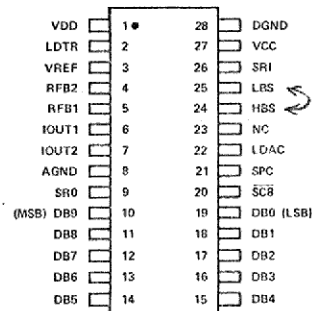 VDD 1 28 DGND
LDTR 2 27 VCC
VREF 3 26 SRI
RFB2 4 25 LBS
RFB1 5 24 HBS
IOUT1 6 23 NC
IOUT2 7 22 LDAC
AGND 8 21 SPC
SRO 9 20 SC8
(MSB) DB9 10 19 DB0 (LSB)
DB8 11 18 DB1
DB7 12 17 DB2
DB6 13 16 DB3
DB5 14 15 DB4